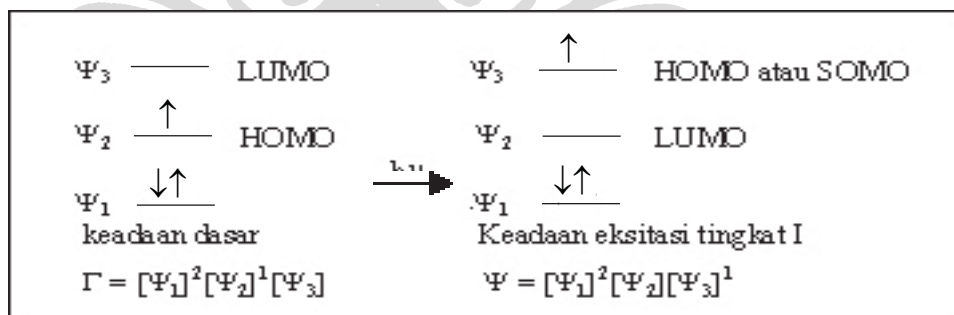 Ψ₃ LUMO Ψ₃ ↑ HOMO atau SOMO
Ψ₂ ↑ HOMO Ψ₂ LUMO
Ψ₁ ↓↑ Ψ₁ ↓↑
keadaan dasar Keadaan eksitasi tingkat I
Γ = [Ψ₁]²[Ψ₂]¹[Ψ₃] Ψ = [Ψ₁]²[Ψ₂][Ψ₃]¹